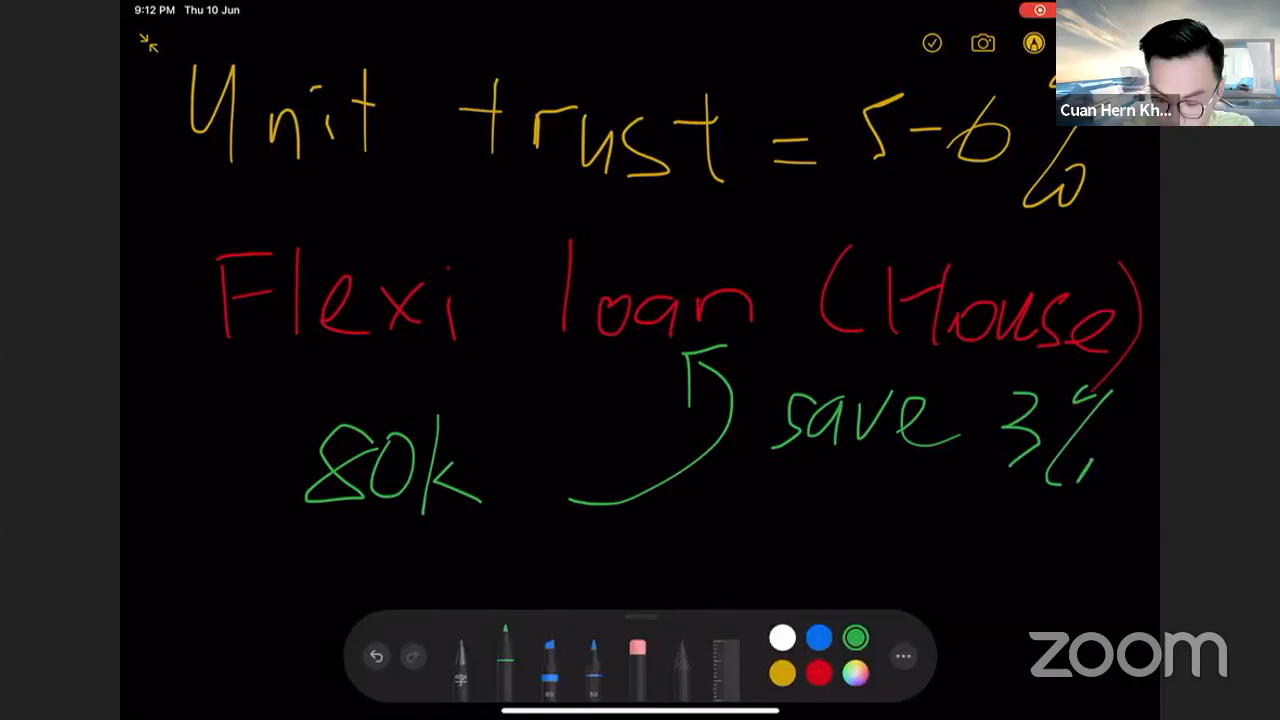 9:12 PM Thu 10 Jun
Cuan Hern Kh...
Unit trust = 5-6%
Flexi loan (House)
save 3%
80k
字
zoom